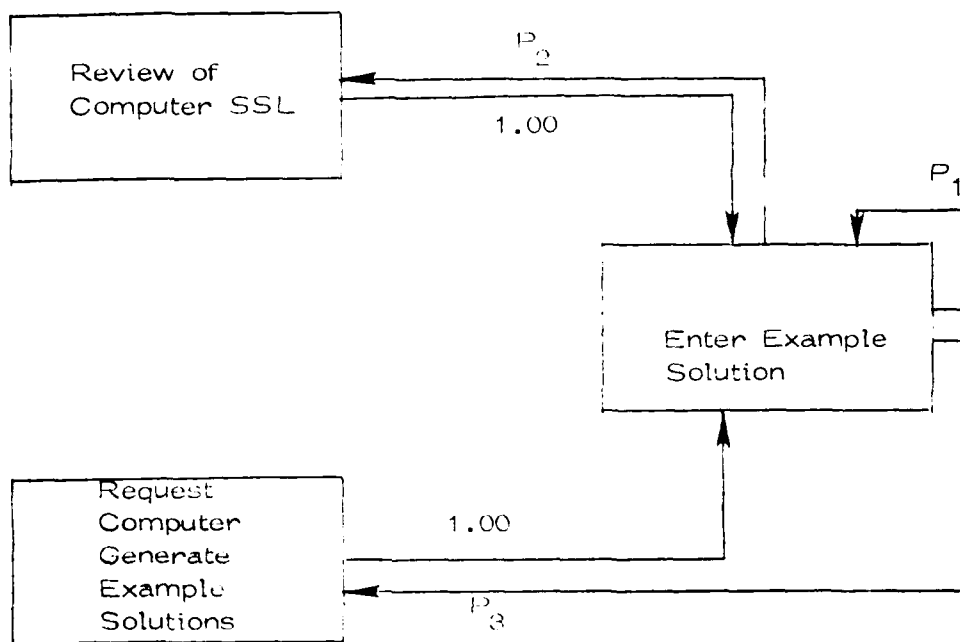 P2
Review of
Computer SSL
1.00
P1
Enter Example
Solution
Request
Computer
Generate
Example
Solutions
1.00
P3